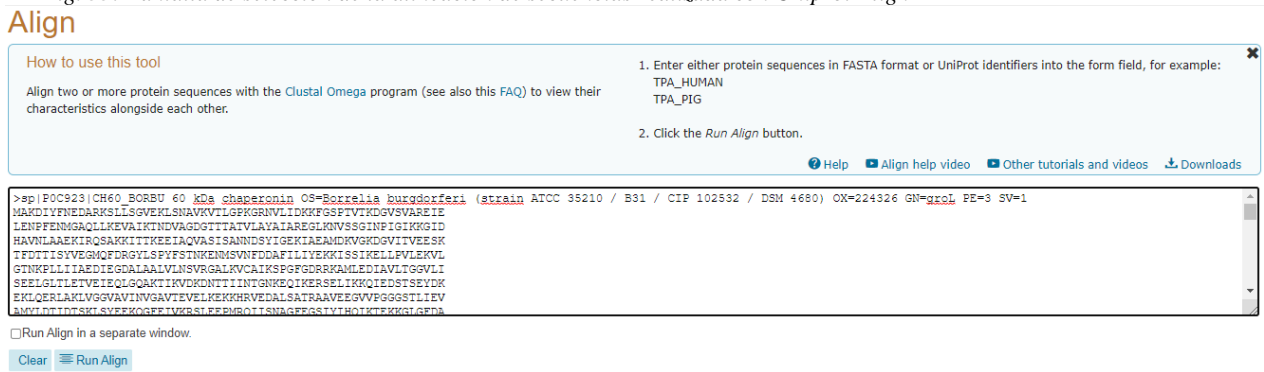 Align
How to use this tool
Align two or more protein sequences with the Clustal Omega program (see also this FAQ) to view their
characteristics alongside each other.
1. Enter either protein sequences in FASTA format or UniProt identifiers into the form field, for example:
TPA_HUMAN
TPA_PIG
2. Click the Run Align button.
Help Align help video Other tutorials and videos Downloads
>sp|P0C923|CH60_BORBU 60 kDa chaperonin OS=Borrelia burgdorferi (strain ATCC 35210 / B31 / CIP 102532 / DSM 4680) OX=224326 GN=groL PE=3 SV=1
MAKDIYFNEDARKSLLSGVEKLSNAVKVTLGPKGRNVLIDKKFGSPTVTKDGVSVAREIE
LENPFENMGAQLLKEVAIKTNDVAGDGTTTATVLAYAIAREGLKNVSSGINPIGIKKGID
HAVNLAAEKIRQSAKKITTKEEIAQVASISANNDSYIGEKIAEAMDKVGKDGVITVEESK
TFDTTISYVEGMQFDRGYLSPYFSTNKENMSVNFDDAFILIYEKKISSIKELLPVLEKVL
GTNKPLLIIAEDIEGDALAALVLNSVRGALKVCAIKSPGFGDRRKAMLEDIAVLTGGVLI
SEELGLTLETVEIEQLGQAKTIKVDKDNTTIINTGNKEQIKERSELIKKQIEDSTSEYDK
EKLQERLAKLVGGVAVINVGAVTEVELKEKKHRVEDALSATRAAVEEGVVPGGGSTLIEV
AMYLDTIDTSKLSYEEKQGFEIVKRSLEEPMRQIISNAGFEGSIYIHQIKTEKKGLGFDA
Run Align in a separate window.
Clear Run Align